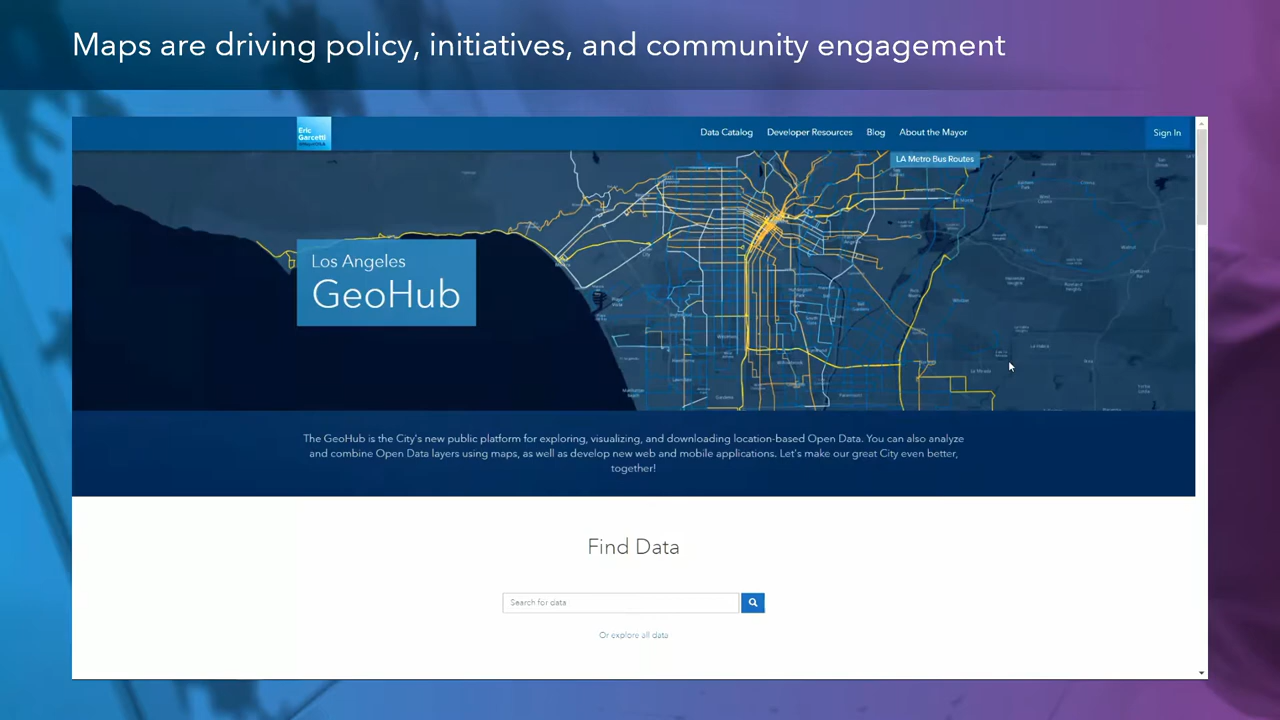 Maps are driving policy, initiatives, and community engagement
Eric
Garcetti
Data Catalog Developer Resources Blog About the Mayor
Sign In
LA Metro Bus Routes
Los Angeles
GeoHub
The GeoHub is the City's new public platform for exploring, visualizing, and downloading location-based Open Data. You can also analyze
and combine Open Data layers using maps, as well as develop new web and mobile applications. Let's make our great City even better,
together!
Find Data
Search for data
Or explore all data